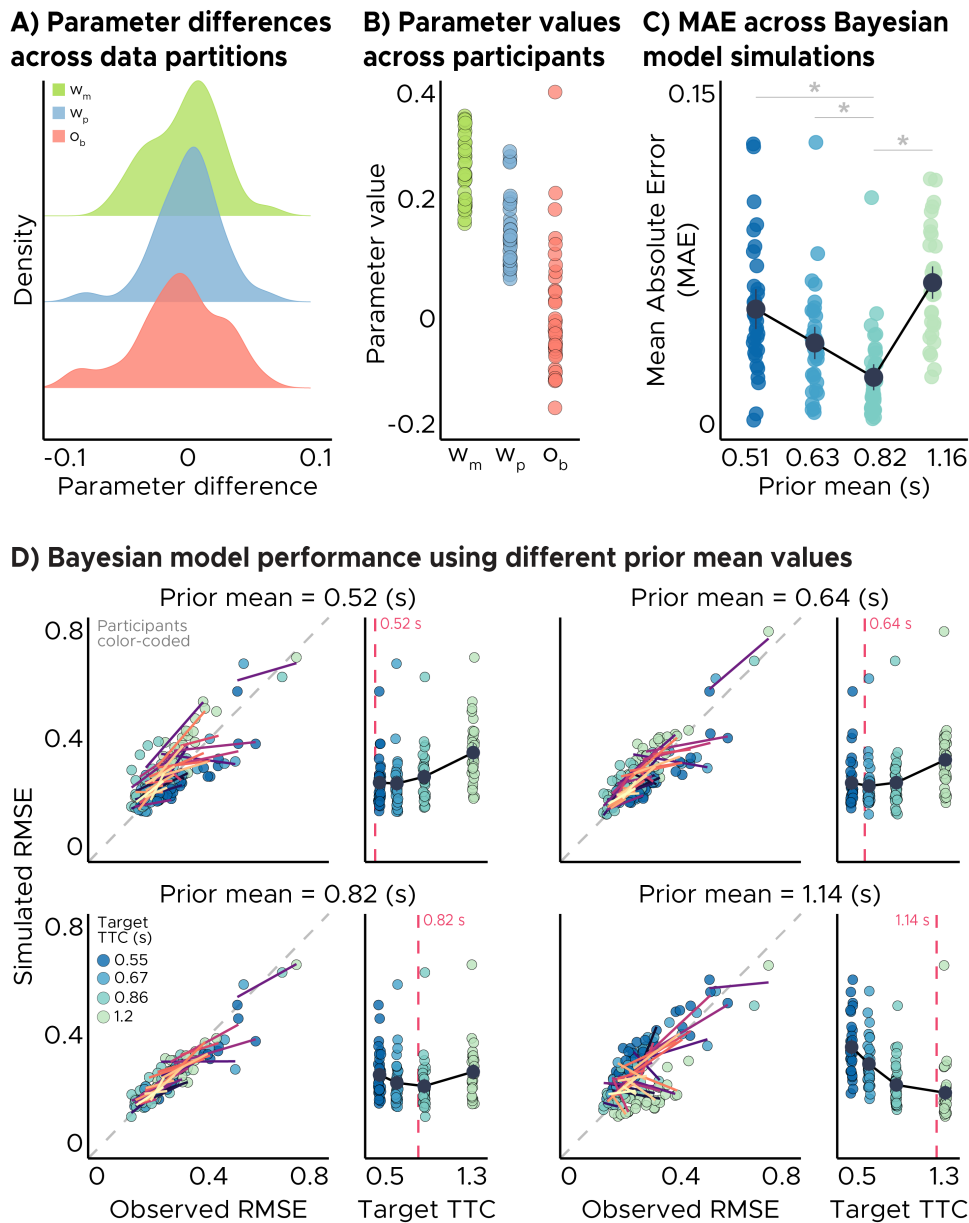 A) Parameter differences
across data partitions
wm
wp
ob
Density
-0.1
0
0.1
Parameter difference
B) Parameter values
across participants
0.4
0.2
0
-0.2
Parameter value
wm
wp
ob
C) MAE across Bayesian
model simulations
*
*
*
0.15
0
Mean Absolute Error
(MAE)
0.51
0.63
0.82
1.16
Prior mean (s)
D) Bayesian model performance using different prior mean values
Simulated RMSE
Prior mean = 0.52 (s)
0.8
0.4
0
Participants
color-coded
0.52 s
Prior mean = 0.64 (s)
0.64 s
Prior mean = 0.82 (s)
0.8
0.4
0
Target
TTC (s)
0.55
0.67
0.86
1.2
0.82 s
0
0.4
0.8
Observed RMSE
0.5
1.3
Target TTC
Prior mean = 1.14 (s)
1.14 s
0
0.4
0.8
Observed RMSE
0.5
1.3
Target TTC